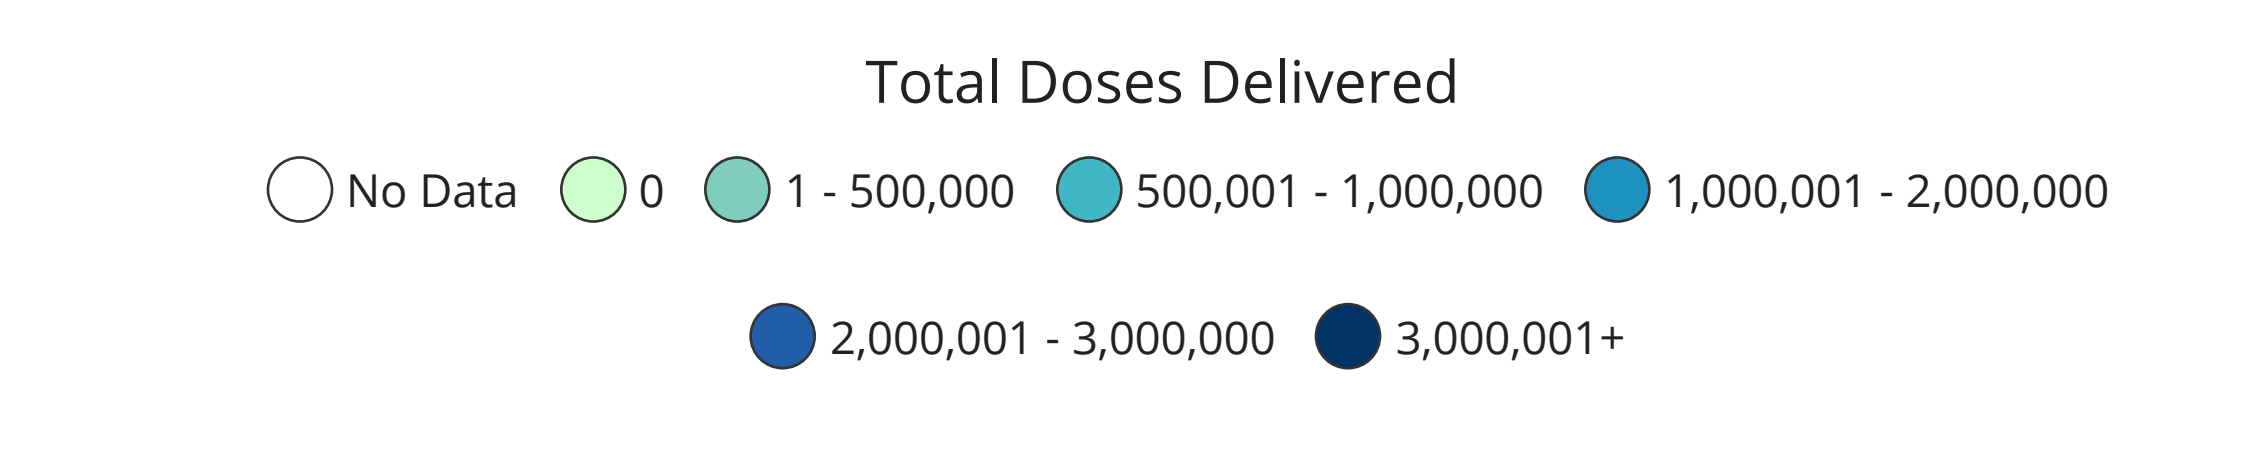 Total Doses Delivered
No Data 0 1 - 500,000 500,001 - 1,000,000 1,000,001 - 2,000,000
2,000,001 - 3,000,000 3,000,001+